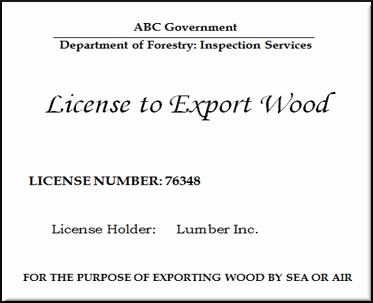 ABC Government
Department of Forestry: Inspection Services
License to Export Wood
LICENSE NUMBER: 76348
License Holder: Lumber Inc.
FOR THE PURPOSE OF EXPORTING WOOD BY SEA OR AIR